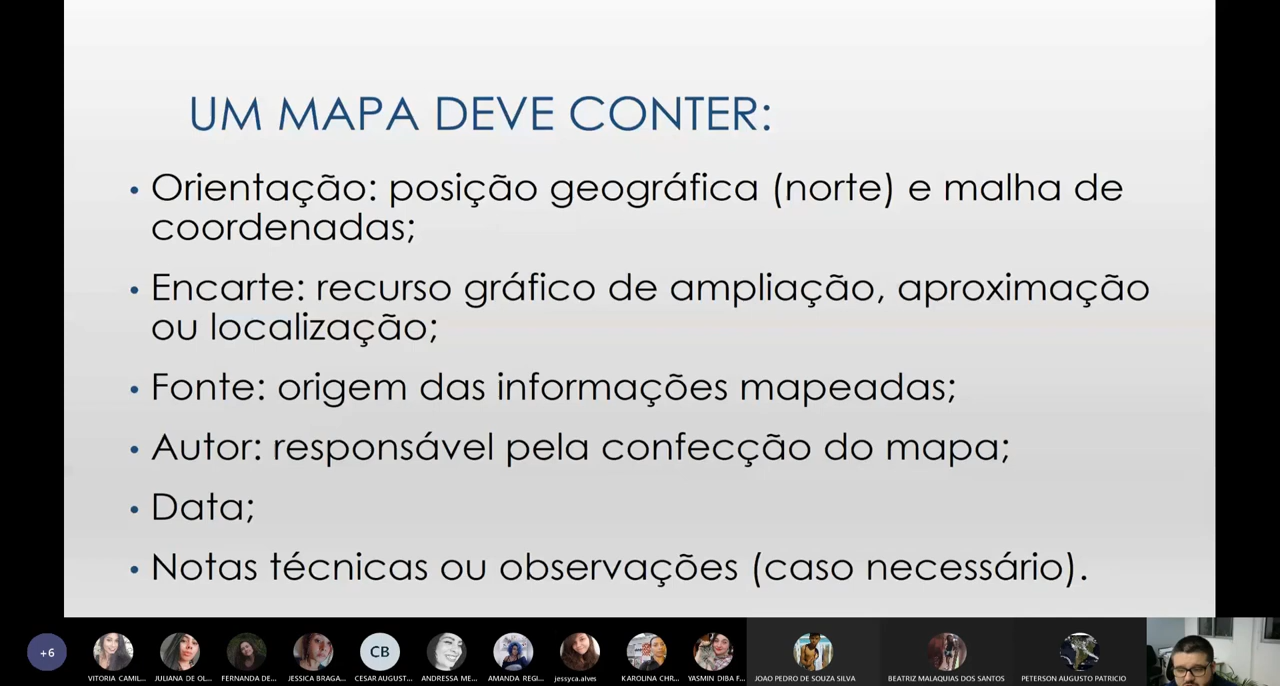 UM MAPA DEVE CONTER:
• Orientação: posição geográfica (norte) e malha de
coordenadas;
• Encarte: recurso gráfico de ampliação, aproximação
ou localização;
• Fonte: origem das informações mapeadas;
• Autor: responsável pela confecção do mapa;
• Data;
• Notas técnicas ou observações (caso necessário).
+6
CB
VITORIA CAMIL... JULIANA DE OL... FERNANDA DE... JESSICA BRAGA... CESAR AUGUST... ANDRESSA ME... AMANDA REGI... jessyca.alves KAROLINA CHR... YASMIN DIBA F... JOAO PEDRO DE SOUZA SILVA BEATRIZ MALAQUIAS DOS SANTOS PETERSON AUGUSTO PATRICIO